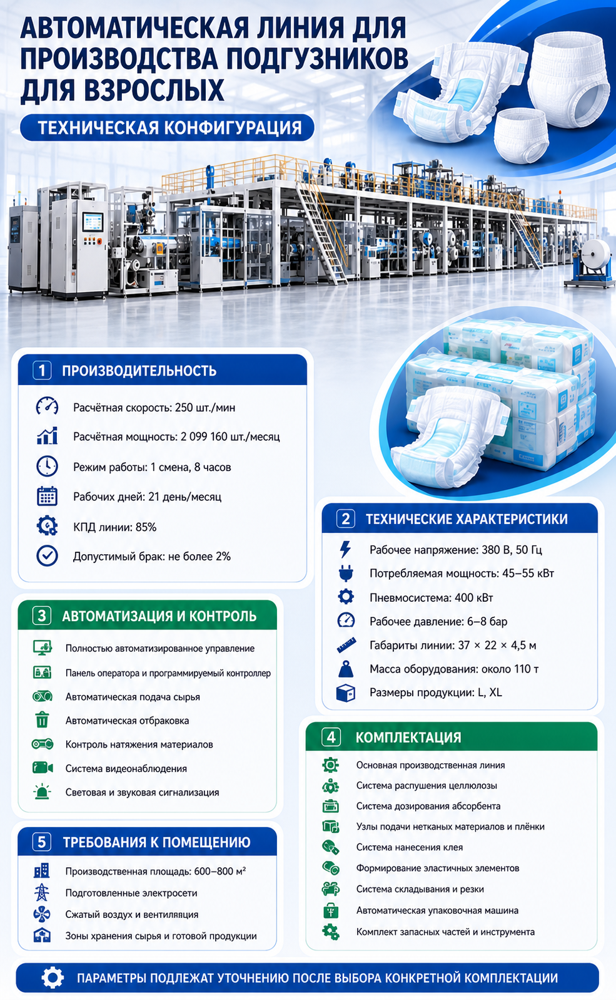 АВТОМАТИЧЕСКАЯ ЛИНИЯ ДЛЯ
ПРОИЗВОДСТВА ПОДГУЗНИКОВ
ДЛЯ ВЗРОСЛЫХ
ТЕХНИЧЕСКАЯ КОНФИГУРАЦИЯ
1 ПРОИЗВОДИТЕЛЬНОСТЬ
Расчётная скорость: 250 шт./мин
Расчётная мощность: 2 099 160 шт./месяц
Режим работы: 1 смена, 8 часов
Рабочих дней: 21 день/месяц
КПД линии: 85%
Допустимый брак: не более 2%
2 ТЕХНИЧЕСКИЕ ХАРАКТЕРИСТИКИ
Рабочее напряжение: 380 В, 50 Гц
Потребляемая мощность: 45–55 кВт
Пневмосистема: 400 кВт
Рабочее давление: 6–8 бар
Габариты линии: 37 × 22 × 4,5 м
Масса оборудования: около 110 т
Размеры продукции: L, XL
3 АВТОМАТИЗАЦИЯ И КОНТРОЛЬ
Полностью автоматизированное управление
Панель оператора и программируемый контроллер
Автоматическая подача сырья
Автоматическая отбраковка
Контроль натяжения материалов
Система видеонаблюдения
Световая и звуковая сигнализация
4 КОМПЛЕКТАЦИЯ
Основная производственная линия
Система распушения целлюлозы
Система дозирования абсорбента
Узлы подачи нетканых материалов и плёнки
Система нанесения клея
Формирование эластичных элементов
Система складывания и резки
Автоматическая упаковочная машина
Комплект запасных частей и инструмента
5 ТРЕБОВАНИЯ К ПОМЕЩЕНИЮ
Производственная площадь: 600–800 м²
Подготовленные электросети
Сжатый воздух и вентиляция
Зоны хранения сырья и готовой продукции
ПАРАМЕТРЫ ПОДЛЕЖАТ УТОЧНЕНИЮ ПОСЛЕ ВЫБОРА КОНКРЕТНОЙ КОМПЛЕКТАЦИИ